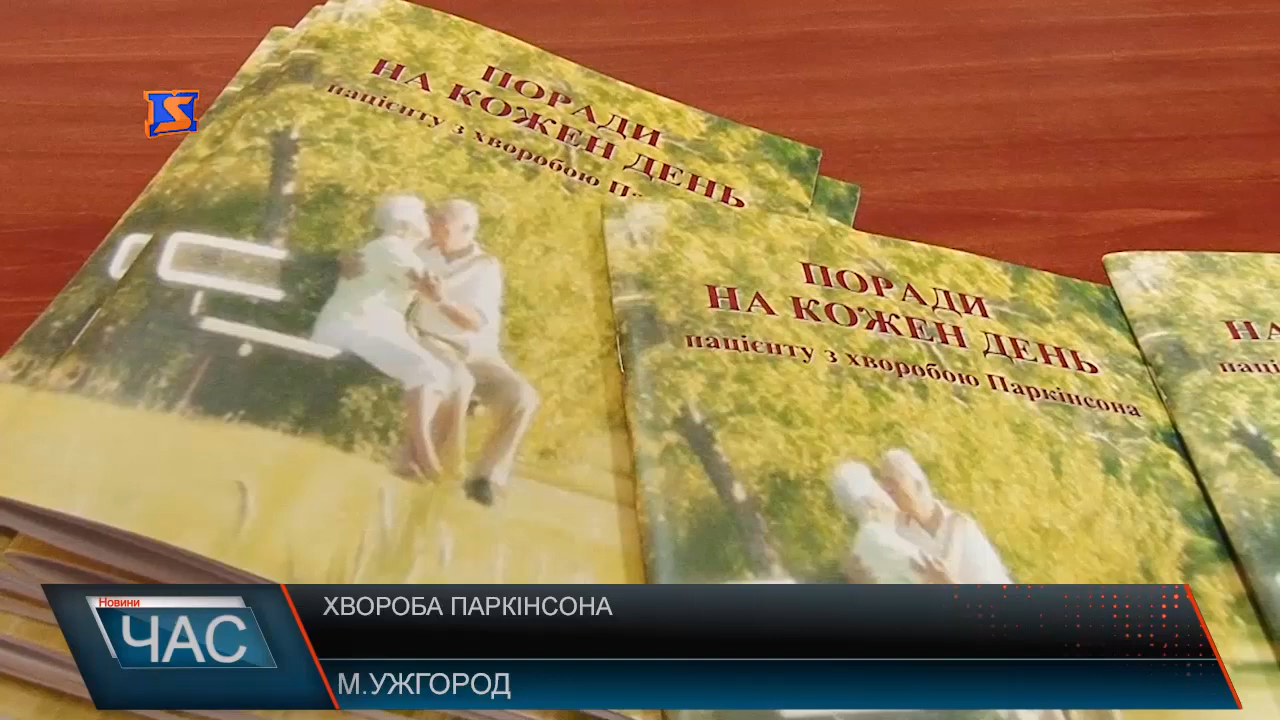 ПОРАДИ
НА КОЖЕН ДЕНЬ
пацієнту з хворобою
ПОРАДИ
НА КОЖЕН ДЕНЬ
пацієнту з хворобою Паркінсона
Новини
ЧАС
ХВОРОБА ПАРКІНСОНА
М.УЖГОРОД